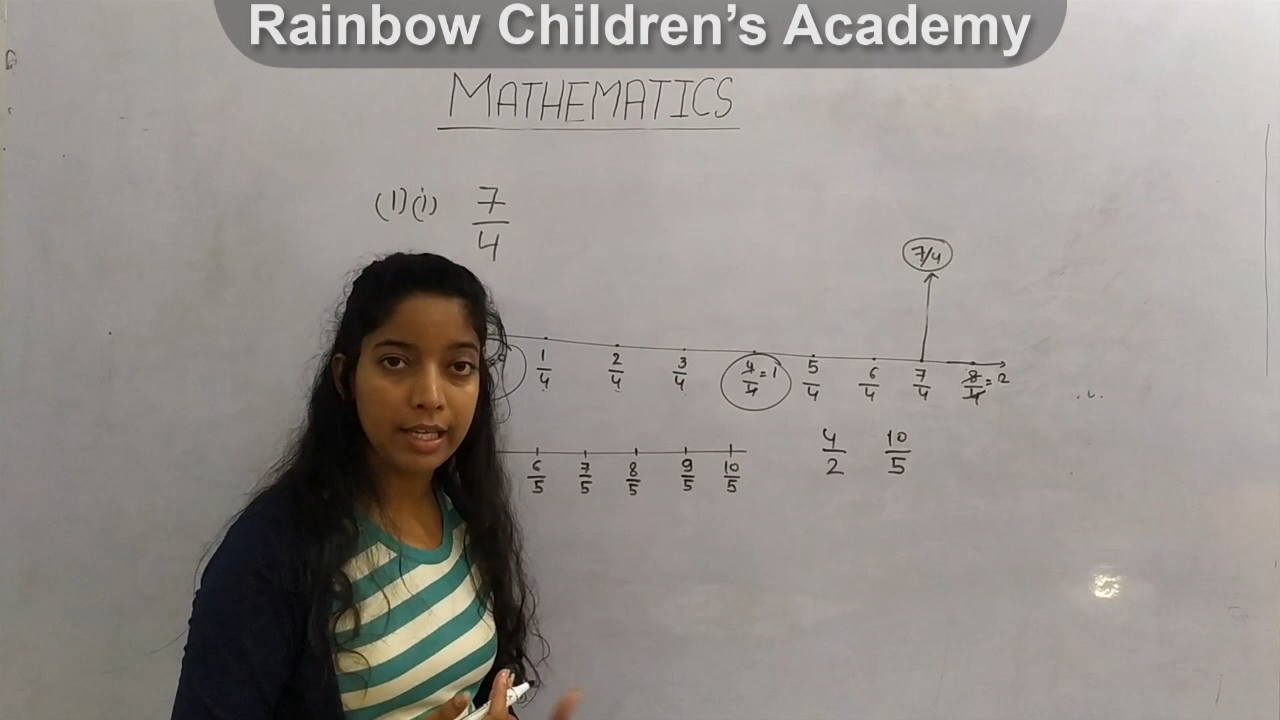 Rainbow Children's Academy
MATHEMATICS
(1)(i) 7/4
7/4
1/4 2/4 3/4 4/4=1 5/4 6/4 7/4 8/4=2
6/5 7/5 8/5 9/5 10/5
4/2 10/5